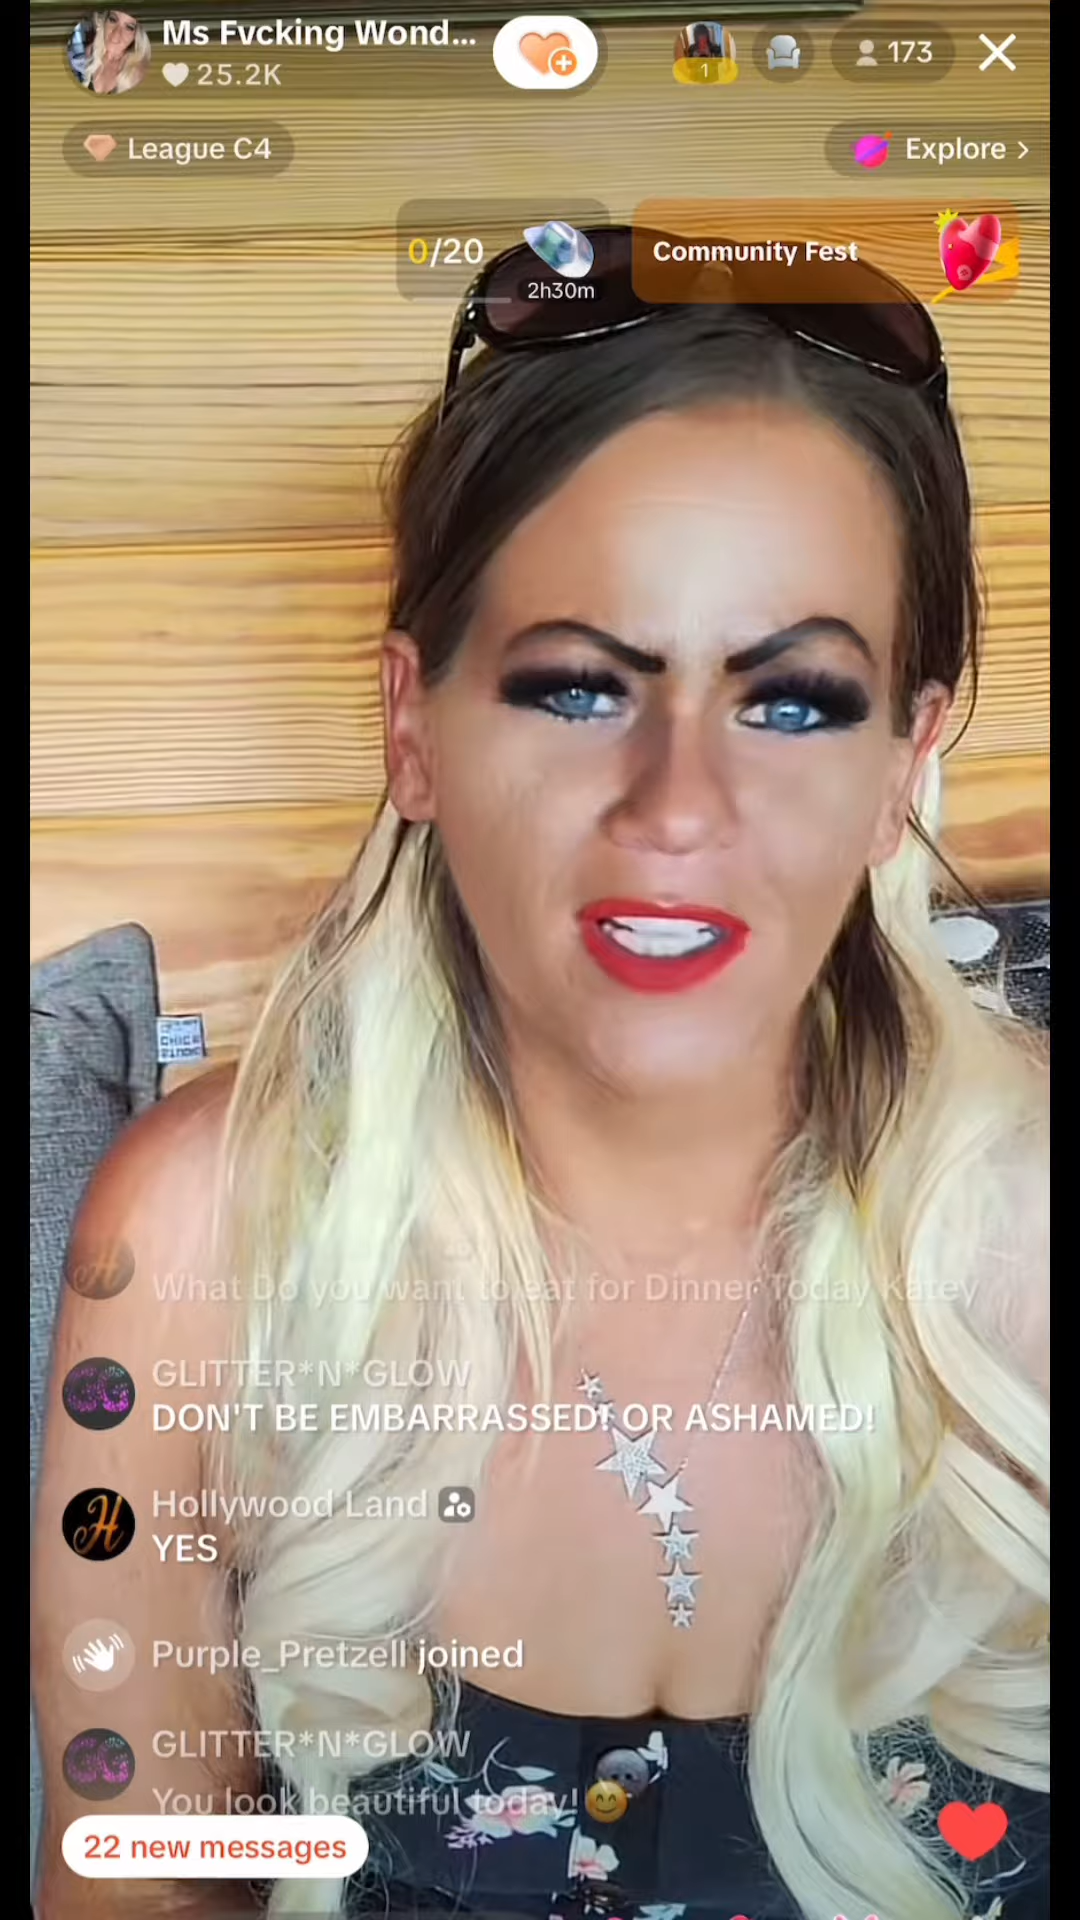 Ms Fvcking Wond...
25.2K
1
173
League C4
Explore >
0/20
2h30m
Community Fest
CHICA
What Do you want to eat for Dinner Today Katey
GLITTER*N*GLOW
DON'T BE EMBARRASSED! OR ASHAMED!
Hollywood Land
YES
Purple_Pretzell joined
GLITTER*N*GLOW
You look beautiful today!😊
22 new messages